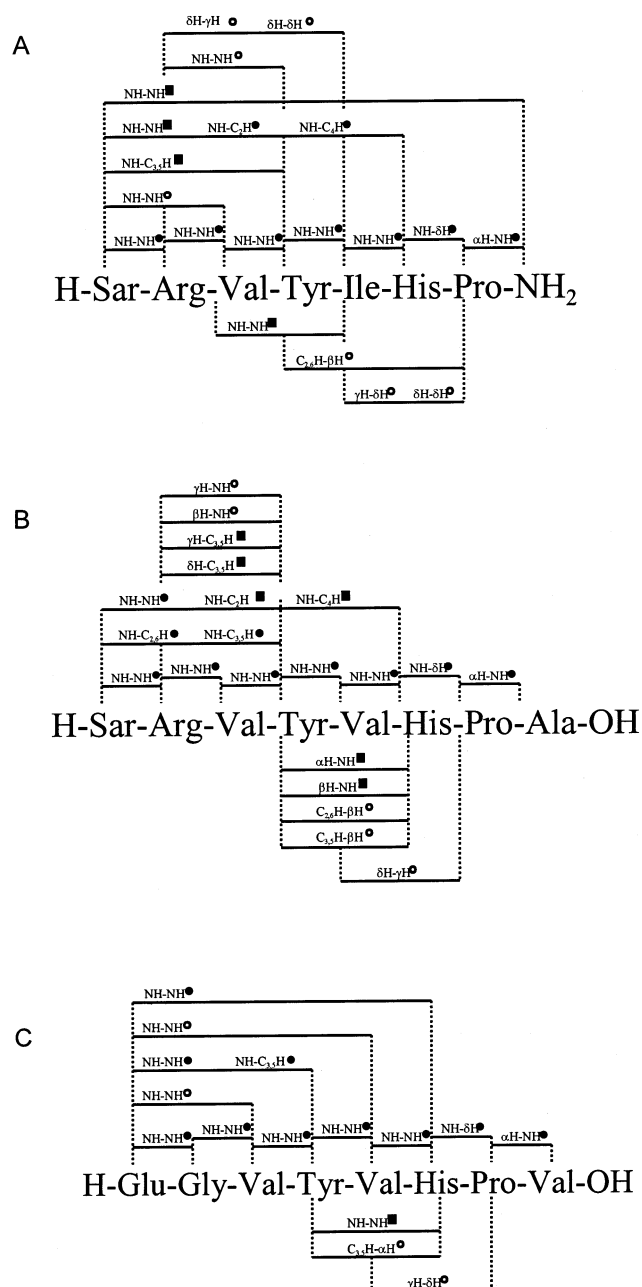 A
δH-γH δH-δH
NH-NH
NH-NH
NH-NH NH-C2H NH-C4H
NH-C3,5H
NH-NH
NH-NH NH-NH NH-NH NH-NH NH-NH NH-δH αH-NH
H-Sar-Arg-Val-Tyr-Ile-His-Pro-NH2
NH-NH
C2,6H-βH
γH-δH δH-δH
B
γH-NH
βH-NH
γH-C3,5H
δH-C3,5H
NH-NH NH-C2H NH-C4H
NH-C2,6H NH-C3,5H
NH-NH NH-NH NH-NH NH-NH NH-NH NH-δH αH-NH
H-Sar-Arg-Val-Tyr-Val-His-Pro-Ala-OH
αH-NH
βH-NH
C2,6H-βH
C3,5H-βH
δH-γH
C
NH-NH
NH-NH
NH-NH NH-C3,5H
NH-NH
NH-NH NH-NH NH-NH NH-NH NH-NH NH-δH αH-NH
H-Glu-Gly-Val-Tyr-Val-His-Pro-Val-OH
NH-NH
C3,5H-αH
γH-δH